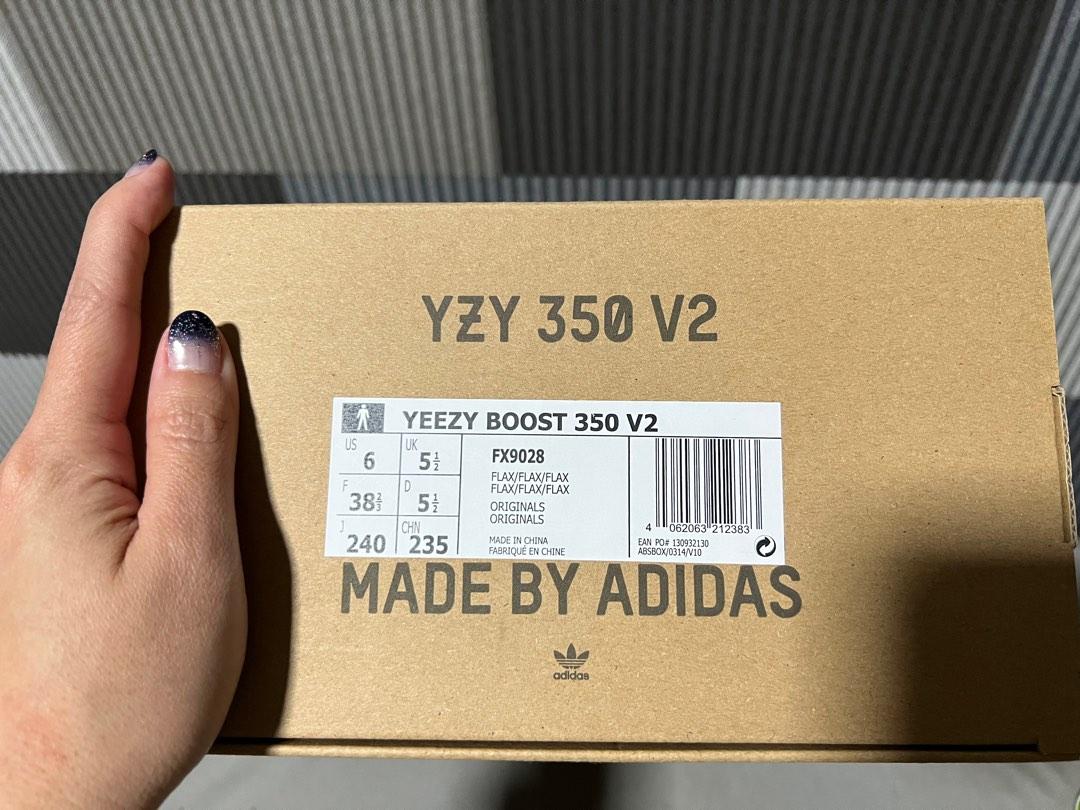 YZY 350 V2
YEEZY BOOST 350 V2
US 6 UK 5½
F 38⅔ D 5½
J 240 CHN 235
FX9028
FLAX/FLAX/FLAX
FLAX/FLAX/FLAX
ORIGINALS
ORIGINALS
MADE IN CHINA
FABRIQUÉ EN CHINE
4 062063 212383
EAN PO# 130932130
ABSBOX/0314/V10
MADE BY ADIDAS
adidas